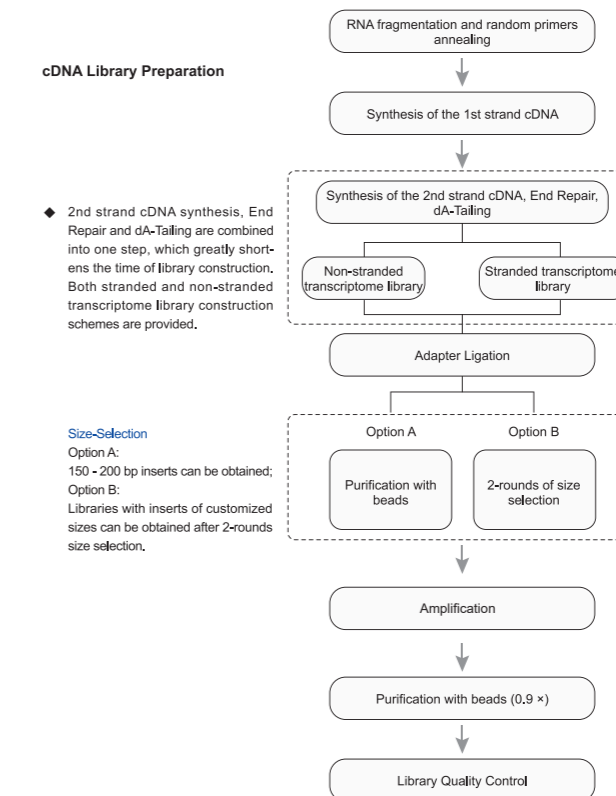 RNA fragmentation and random primers
annealing
cDNA Library Preparation
Synthesis of the 1st strand cDNA
Synthesis of the 2nd strand cDNA, End Repair,
dA-Tailing
◆ 2nd strand cDNA synthesis, End
Repair and dA-Tailing are combined
into one step, which greatly short-
ens the time of library construction.
Both stranded and non-stranded
transcriptome library construction
schemes are provided.
Non-stranded
transcriptome library
Stranded transcriptome
library
Adapter Ligation
Size-Selection
Option A:
150 - 200 bp inserts can be obtained;
Option B:
Libraries with inserts of customized
sizes can be obtained after 2-rounds
size selection.
Option A
Purification with
beads
Option B
2-rounds of size
selection
Amplification
Purification with beads (0.9 ×)
Library Quality Control